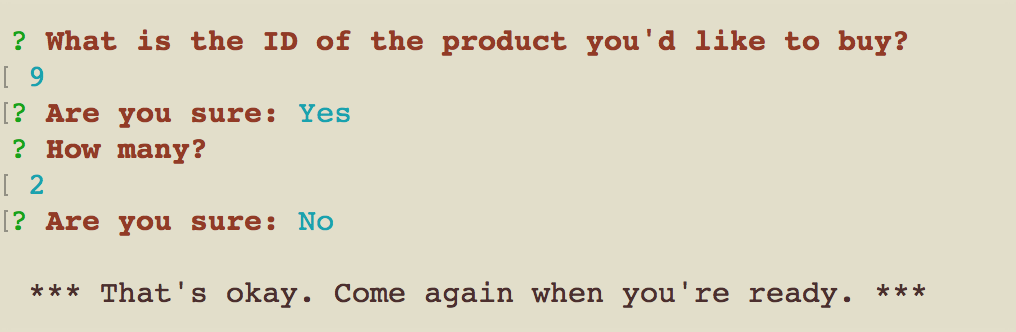 ? What is the ID of the product you'd like to buy?
[ 9
[? Are you sure: Yes
? How many?
[ 2
[? Are you sure: No
*** That's okay. Come again when you're ready. ***